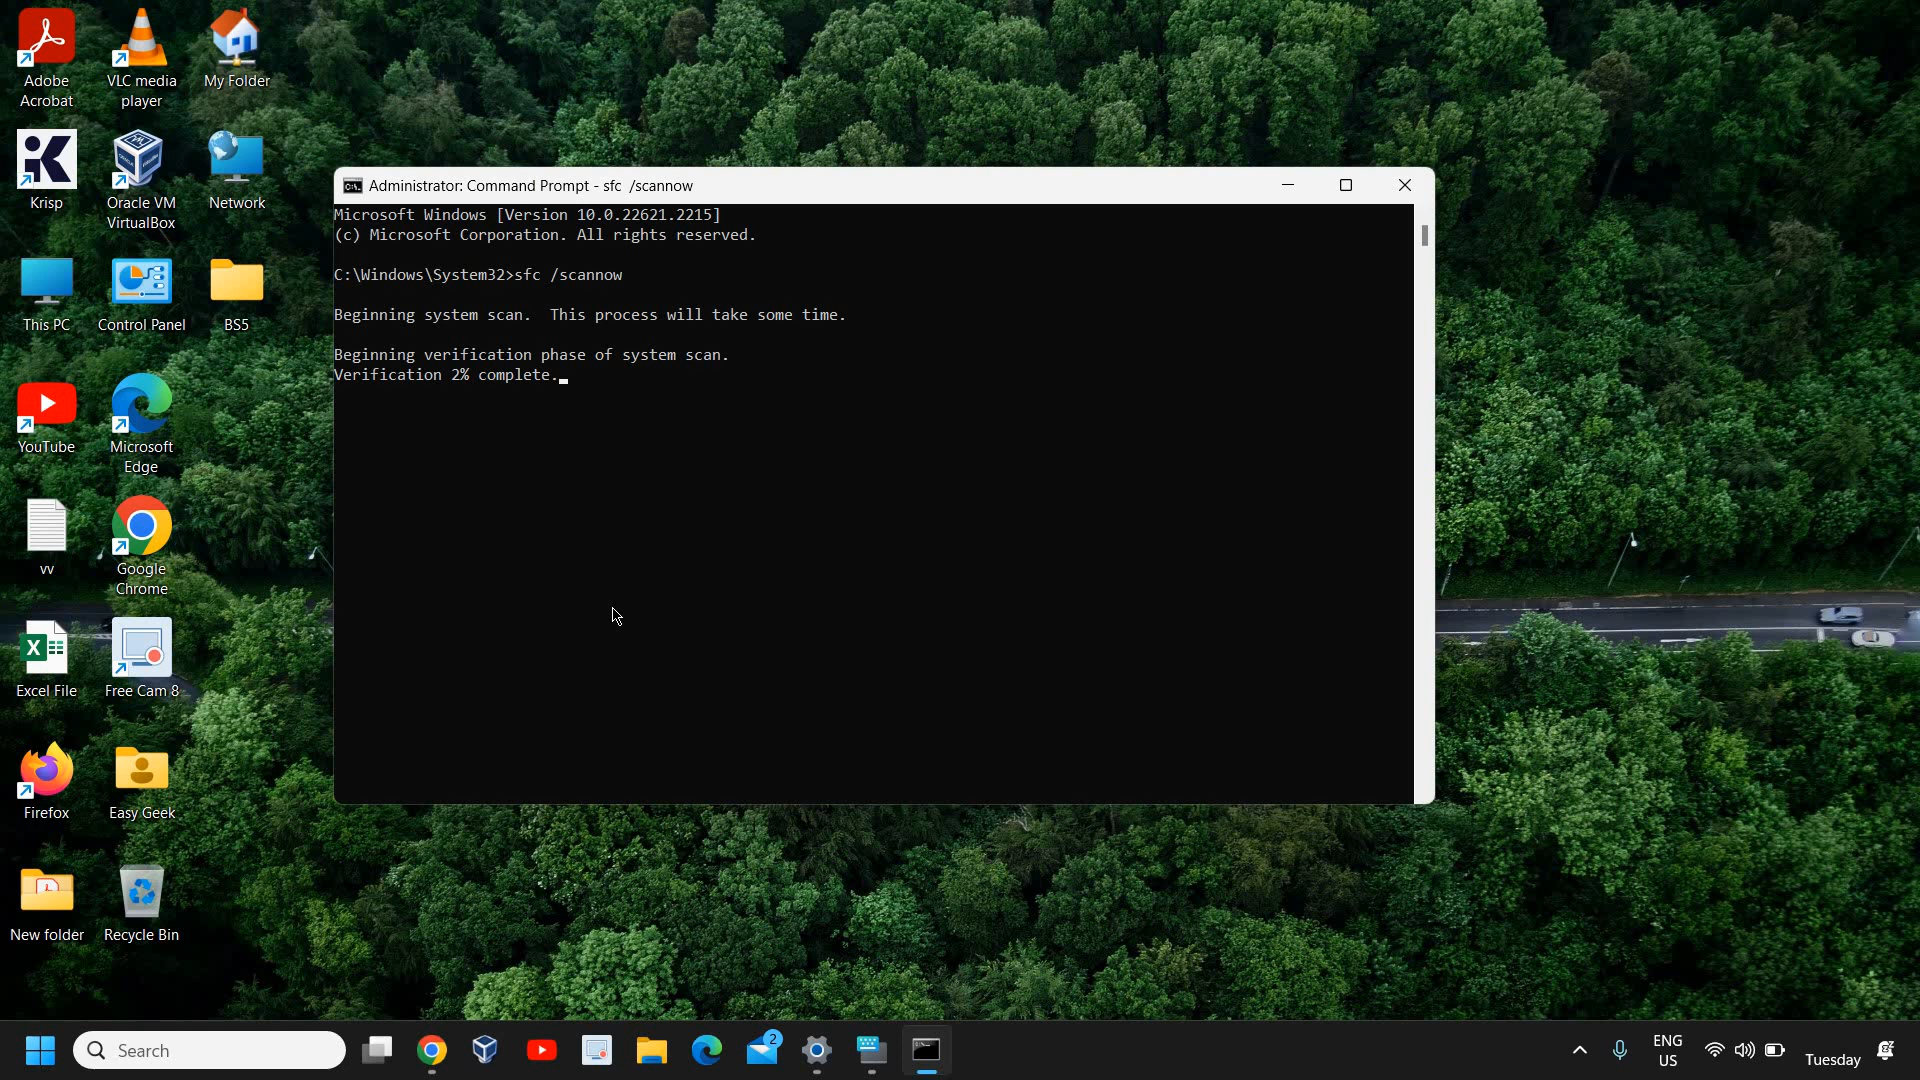 Adobe
Acrobat
VLC media
player
My Folder
Krisp
Oracle VM
VirtualBox
Network
This PC
Control Panel
BS5
YouTube
Microsoft
Edge
vv
Google
Chrome
Excel File
Free Cam 8
Firefox
Easy Geek
New folder
Recycle Bin
Administrator: Command Prompt - sfc  /scannow
Microsoft Windows [Version 10.0.22621.2215]
(c) Microsoft Corporation. All rights reserved.
C:\Windows\System32>sfc /scannow
Beginning system scan.  This process will take some time.
Beginning verification phase of system scan.
Verification 2% complete.
Search
2
ENG
US
Tuesday